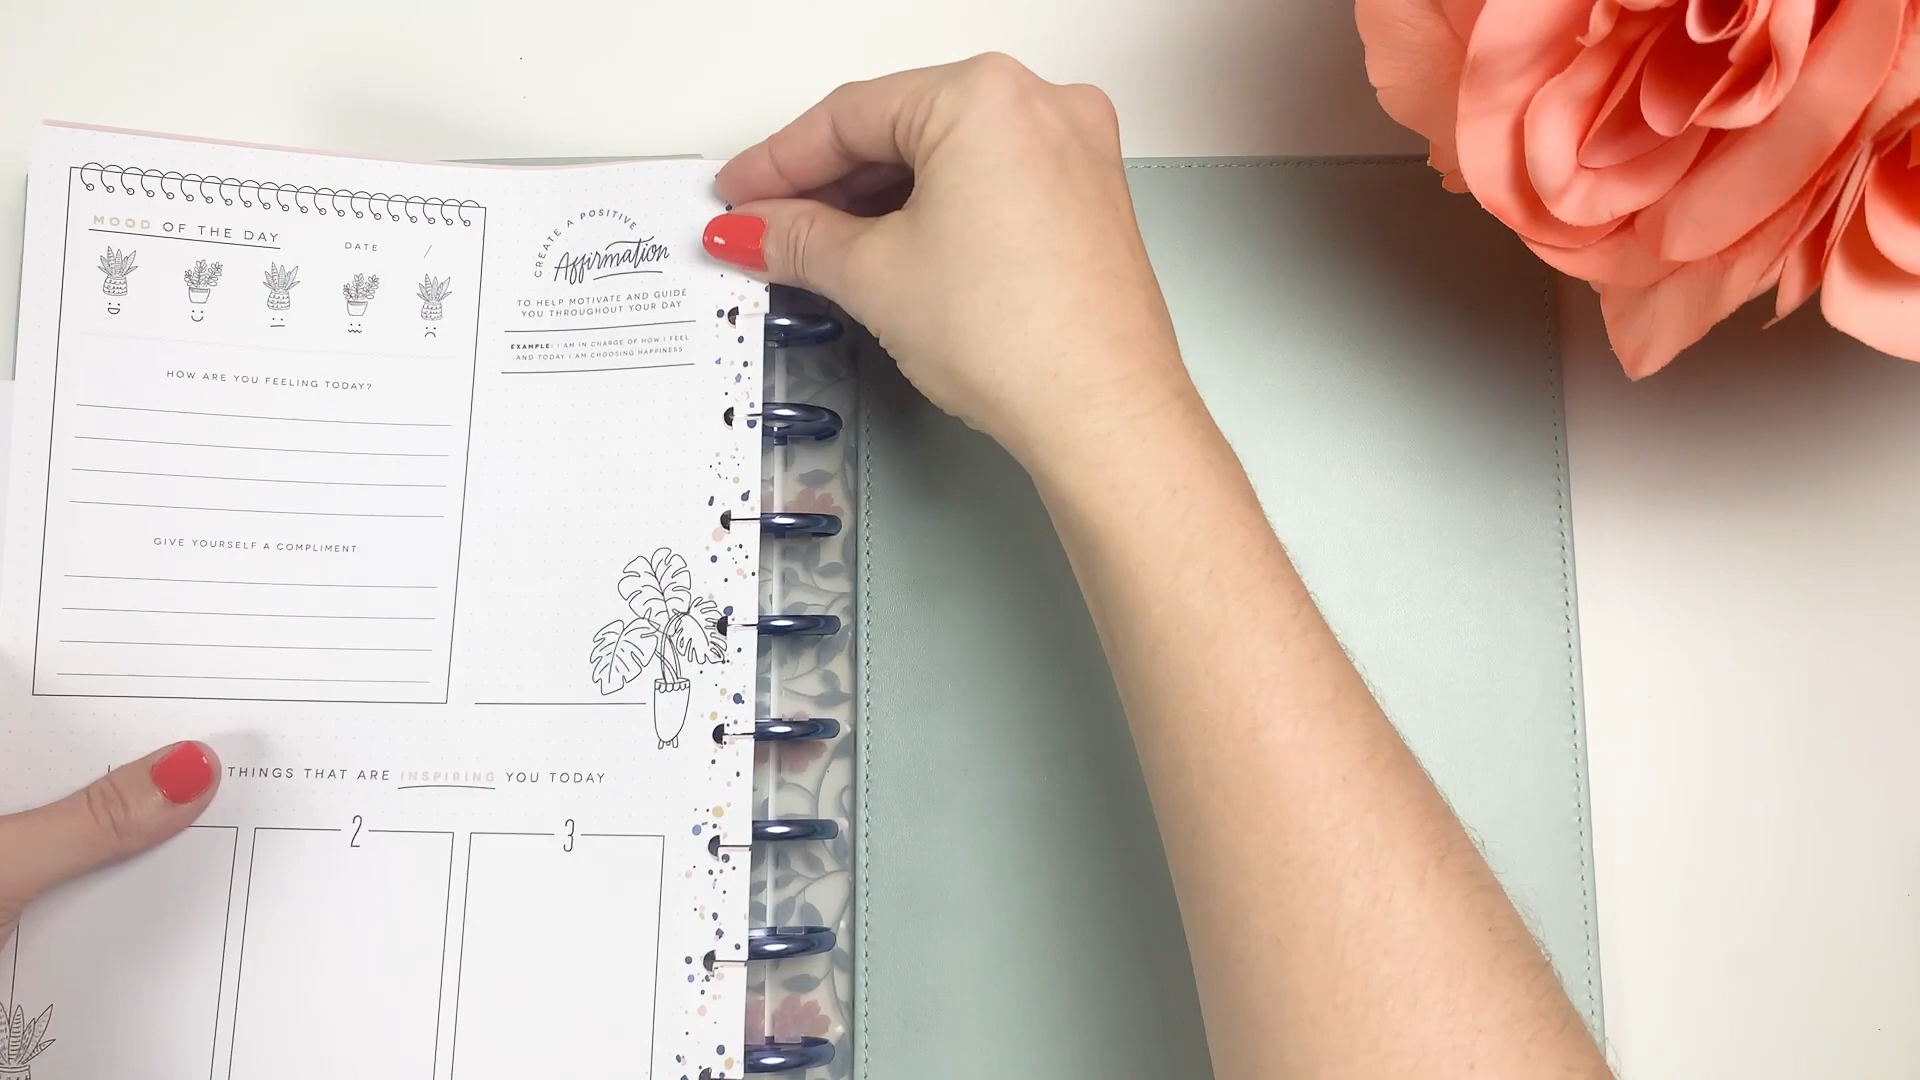 MOOD OF THE DAY
DATE /
HOW ARE YOU FEELING TODAY?
GIVE YOURSELF A COMPLIMENT
CREATE A POSITIVE
Affirmation
TO HELP MOTIVATE AND GUIDE
YOU THROUGHOUT YOUR DAY
EXAMPLE: I AM IN CHARGE OF HOW I FEEL
AND TODAY I AM CHOOSING HAPPINESS
THINGS THAT ARE INSPIRING YOU TODAY
2
3